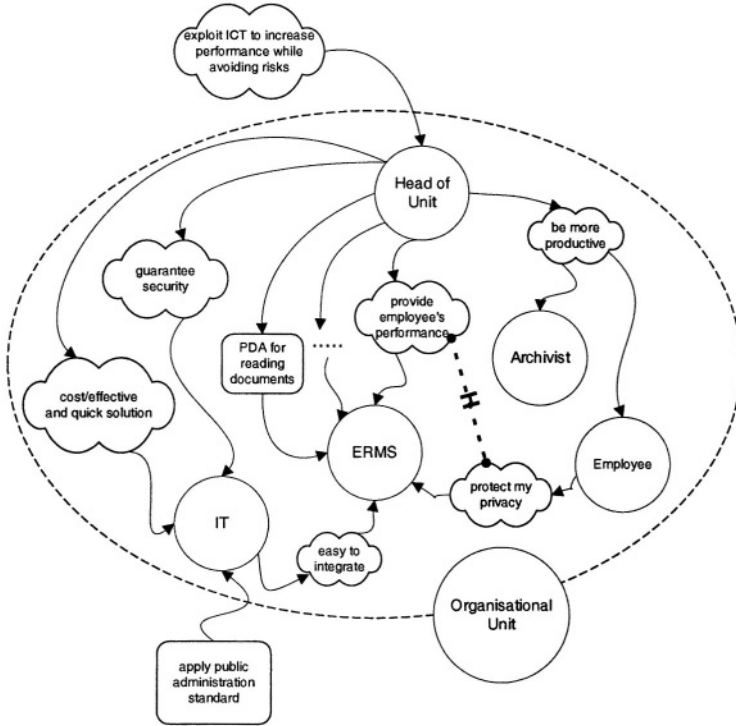 exploit ICT to increase
performance while
avoiding risks
Head of
Unit
be more
productive
guarantee
security
provide
employee's
performance
PDA for
reading
documents
.....
Archivist
cost/effective
and quick solution
ERMS
Employee
protect my
privacy
IT
easy to
integrate
Organisational
Unit
apply public
administration
standard